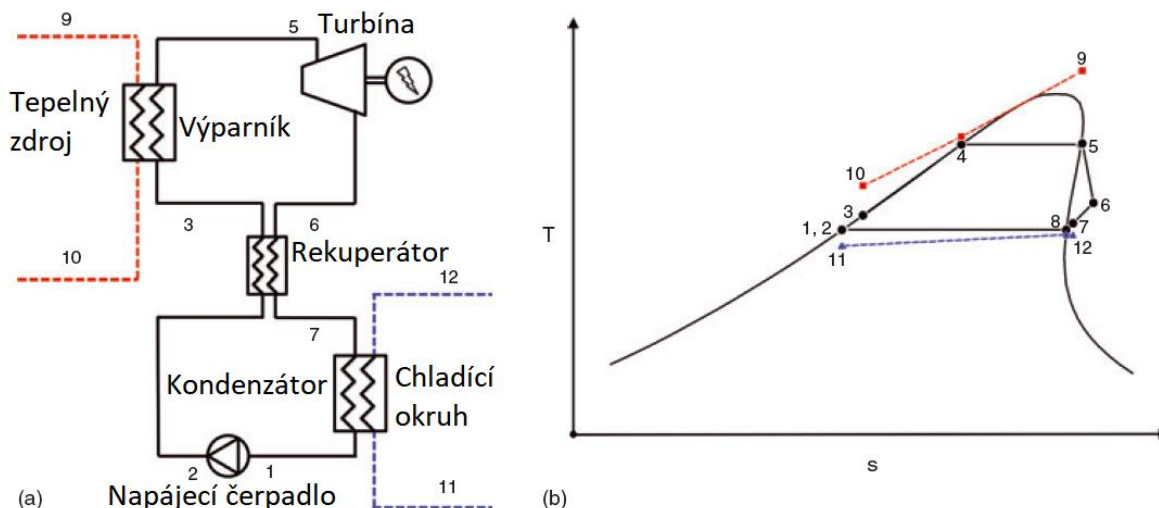 9
5
Turbína
Tepelný
zdroj
Výparník
3
6
10
Rekuperátor
12
7
Kondenzátor
Chladící
okruh
2
1
Napájecí čerpadlo
11
(a)
T
9
4
5
10
3
6
1, 2
8
7
11
12
s
(b)